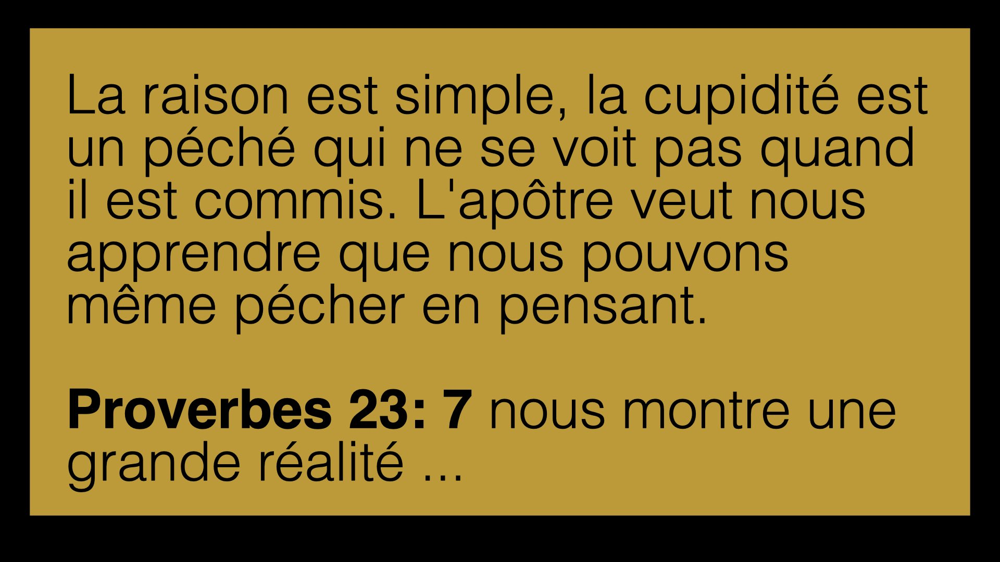 La raison est simple, la cupidité est
un péché qui ne se voit pas quand
il est commis. L'apôtre veut nous
apprendre que nous pouvons
même pécher en pensant.
Proverbes 23: 7 nous montre une
grande réalité ...